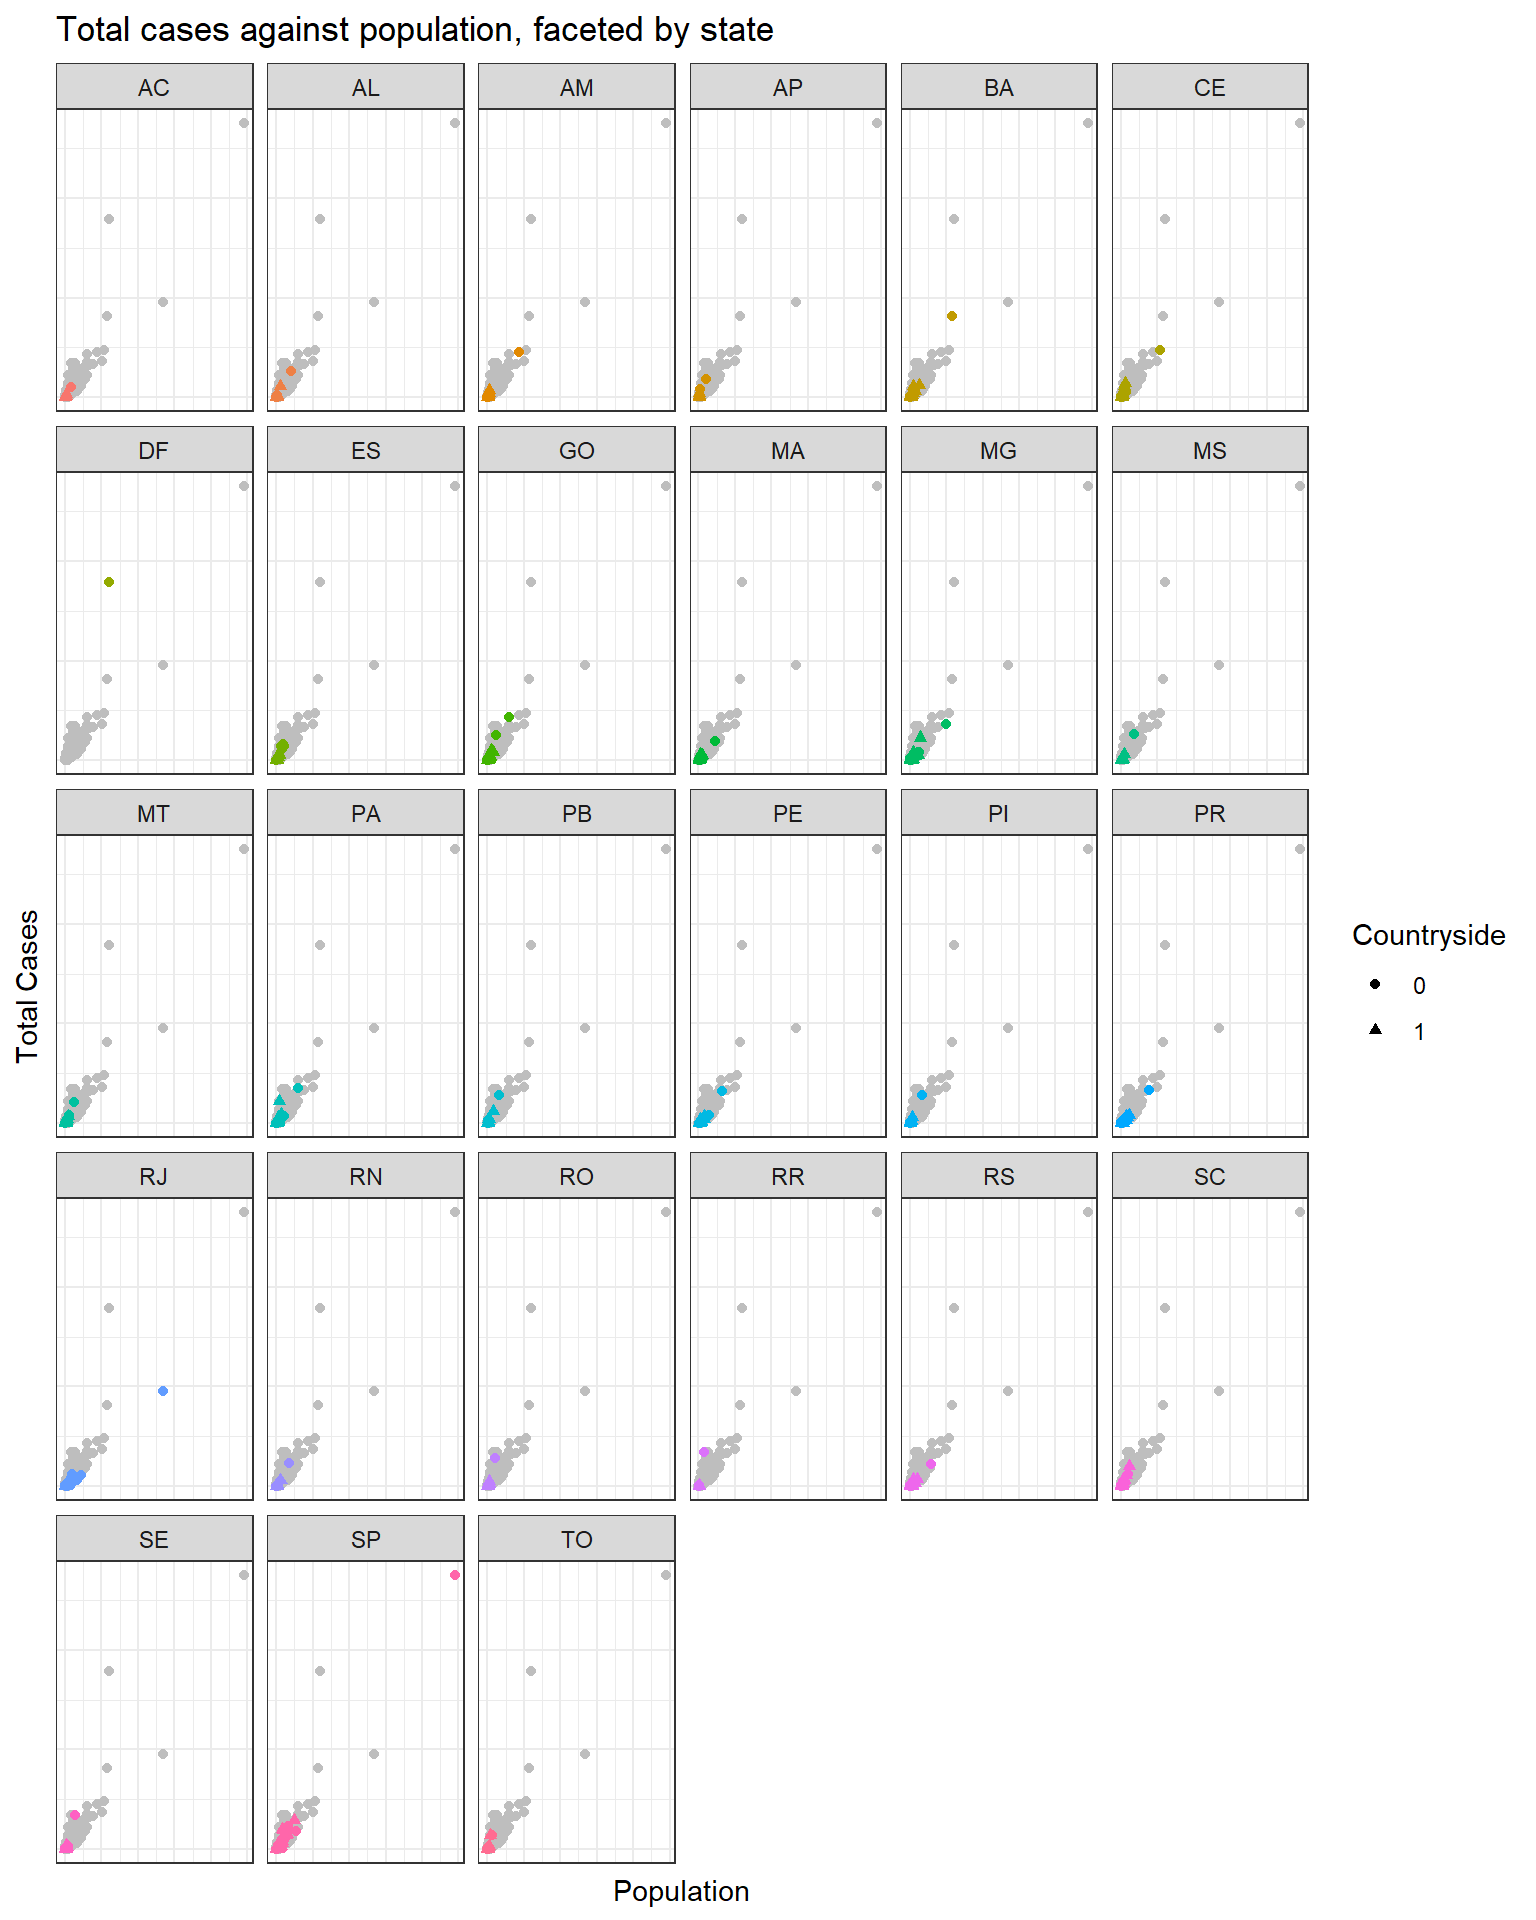 Total cases against population, faceted by state
AC AL AM AP BA CE
DF ES GO MA MG MS
MT PA PB PE PI PR
Total Cases
Countryside
0
1
RJ RN RO RR RS SC
SE SP TO
Population